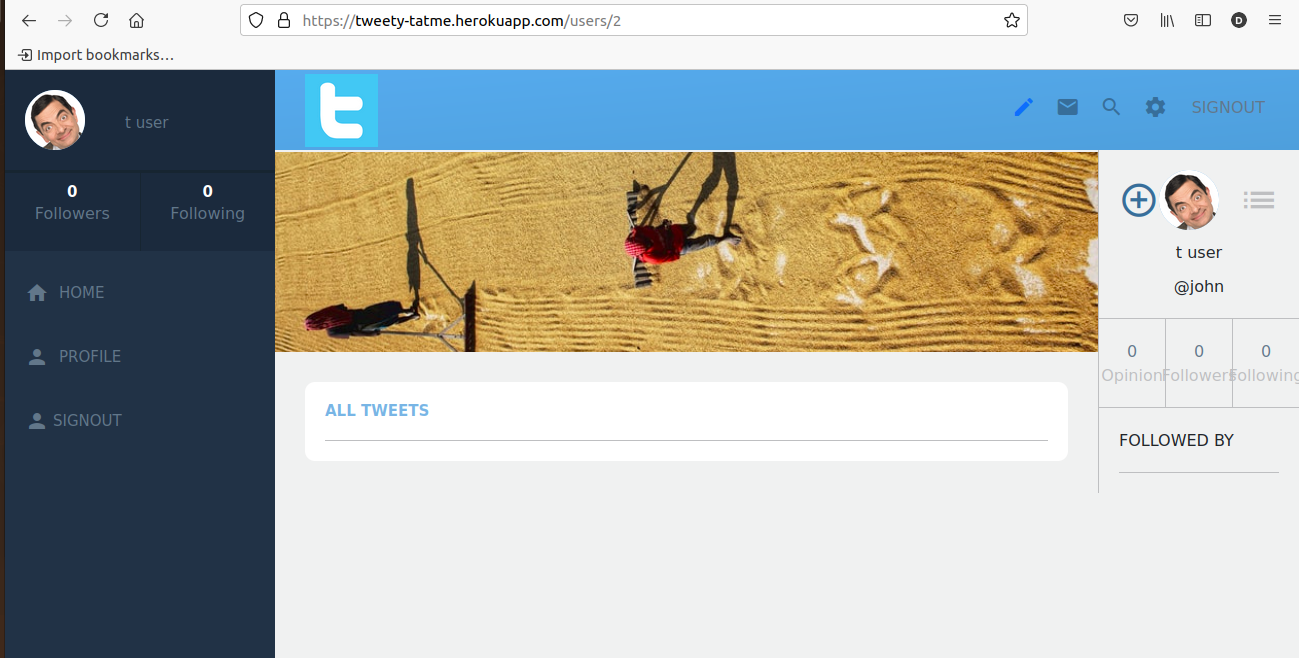 https://tweety-tatme.herokuapp.com/users/2
D
Import bookmarks…
t user
0
Followers
0
Following
HOME
PROFILE
SIGNOUT
t
SIGNOUT
ALL TWEETS
t user
@john
0
Opinion
0
Followers
0
Following
FOLLOWED BY